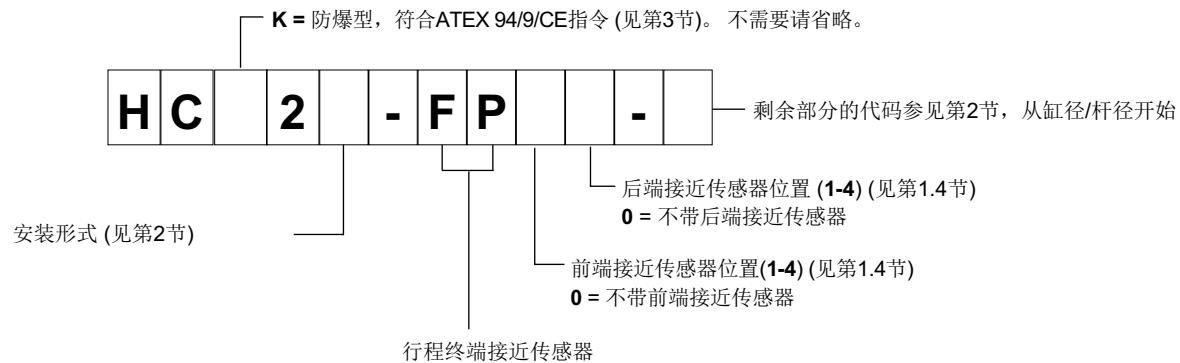 K = 防爆型，符合ATEX 94/9/CE指令 (见第3节)。 不需要请省略。
H C 2 - F P -
剩余部分的代码参见第2节，从缸径/杆径开始
后端接近传感器位置 (1-4) (见第1.4节)
0 = 不带后端接近传感器
安装形式 (见第2节)
前端接近传感器位置(1-4) (见第1.4节)
0 = 不带前端接近传感器
行程终端接近传感器